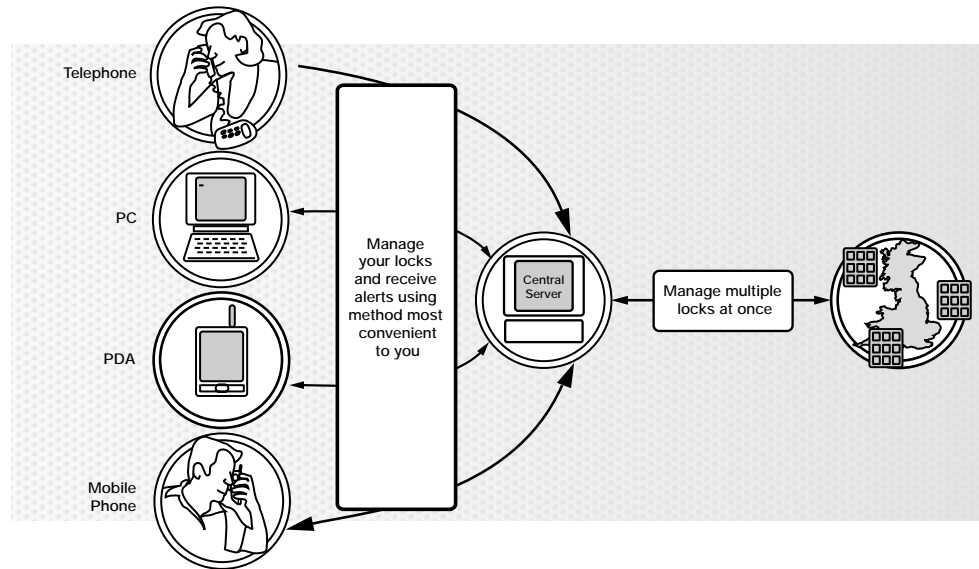 Telephone
PC
PDA
Mobile
Phone
Manage
your locks
and receive
alerts using
method most
convenient
to you
Central
Server
Manage multiple
locks at once